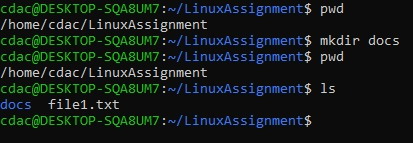 cdac@DESKTOP-SQA8UM7:~/LinuxAssignment$ pwd
/home/cdac/LinuxAssignment
cdac@DESKTOP-SQA8UM7:~/LinuxAssignment$ mkdir docs
cdac@DESKTOP-SQA8UM7:~/LinuxAssignment$ pwd
/home/cdac/LinuxAssignment
cdac@DESKTOP-SQA8UM7:~/LinuxAssignment$ ls
docs  file1.txt
cdac@DESKTOP-SQA8UM7:~/LinuxAssignment$